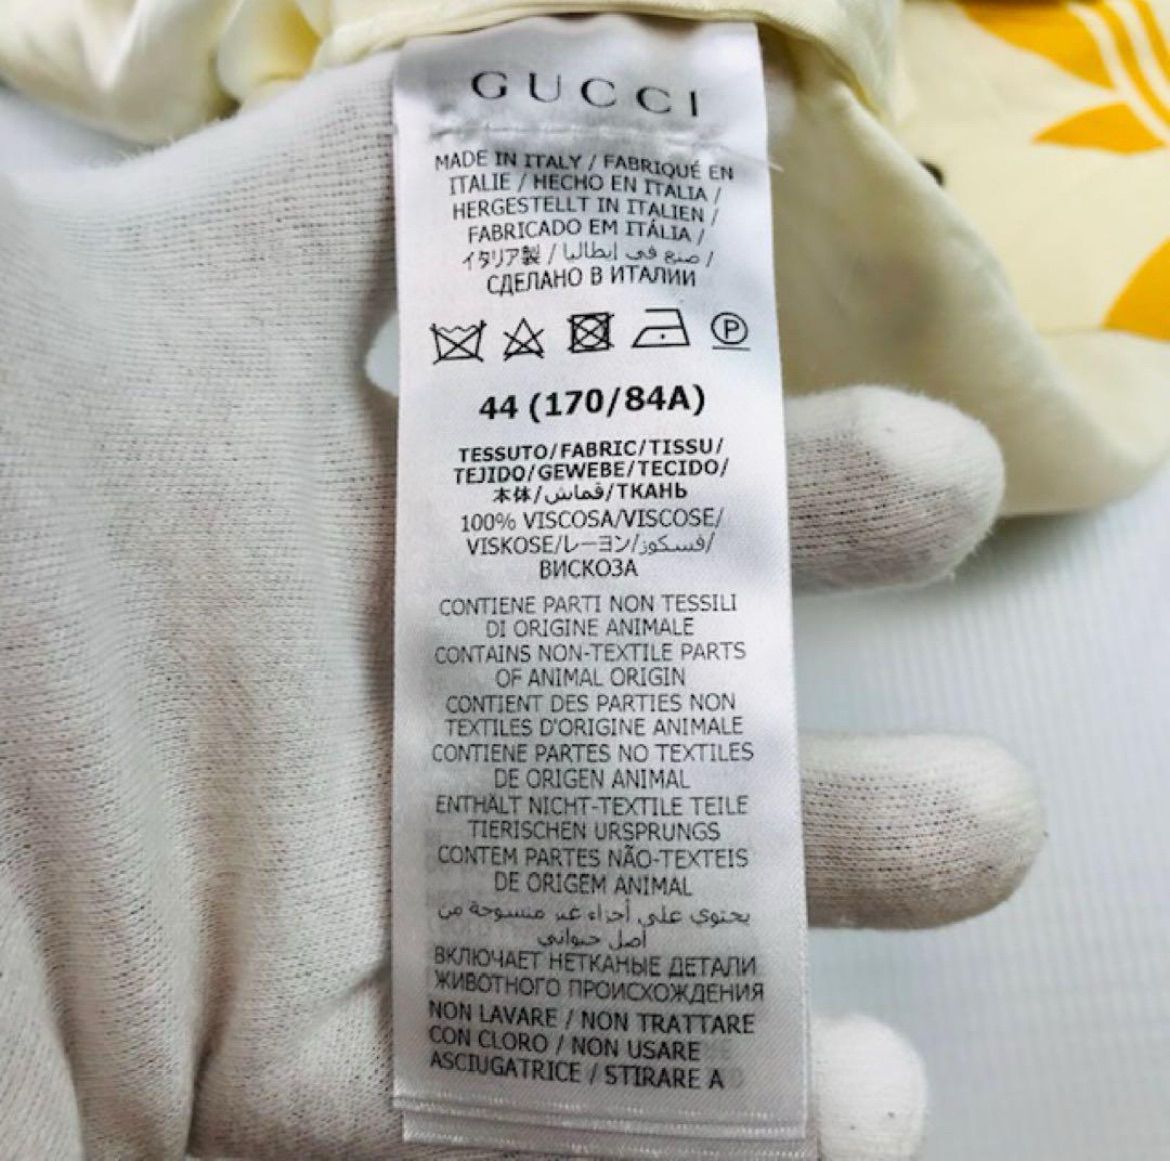 GUCCI
MADE IN ITALY / FABRIQUÉ EN
ITALIE / HECHO EN ITALIA /
HERGESTELLT IN ITALIEN /
FABRICADO EM ITÁLIA /
イタリア製 / صنع في إيطاليا /
СДЕЛАНО В ИТАЛИИ
P
44 (170/84A)
TESSUTO/FABRIC/TISSU/
TEJIDO/GEWEBE/TECIDO/
本体/قماش/ТКАНЬ
100% VISCOSA/VISCOSE/
VISKOSE/レーヨン/فسكوز/
ВИСКОЗА
CONTIENE PARTI NON TESSILI
DI ORIGINE ANIMALE
CONTAINS NON-TEXTILE PARTS
OF ANIMAL ORIGIN
CONTIENT DES PARTIES NON
TEXTILES D'ORIGINE ANIMALE
CONTIENE PARTES NO TEXTILES
DE ORIGEN ANIMAL
ENTHÄLT NICHT-TEXTILE TEILE
TIERISCHEN URSPRUNGS
CONTEM PARTES NÃO-TEXTEIS
DE ORIGEM ANIMAL
يحتوي على أجزاء غير منسوجة من
اصل حيواني
ВКЛЮЧАЕТ НЕТКАНЫЕ ДЕТАЛИ
ЖИВОТНОГО ПРОИСХОЖДЕНИЯ
NON LAVARE / NON TRATTARE
CON CLORO / NON USARE
ASCIUGATRICE / STIRARE A